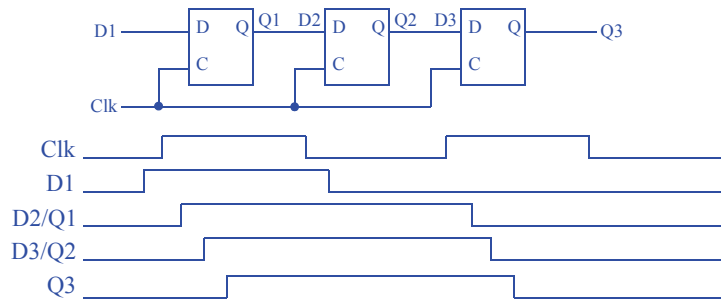 Q1 D2 Q2 D3
D1 D Q D Q D Q Q3
C C C
Clk
Clk
D1
D2/Q1
D3/Q2
Q3